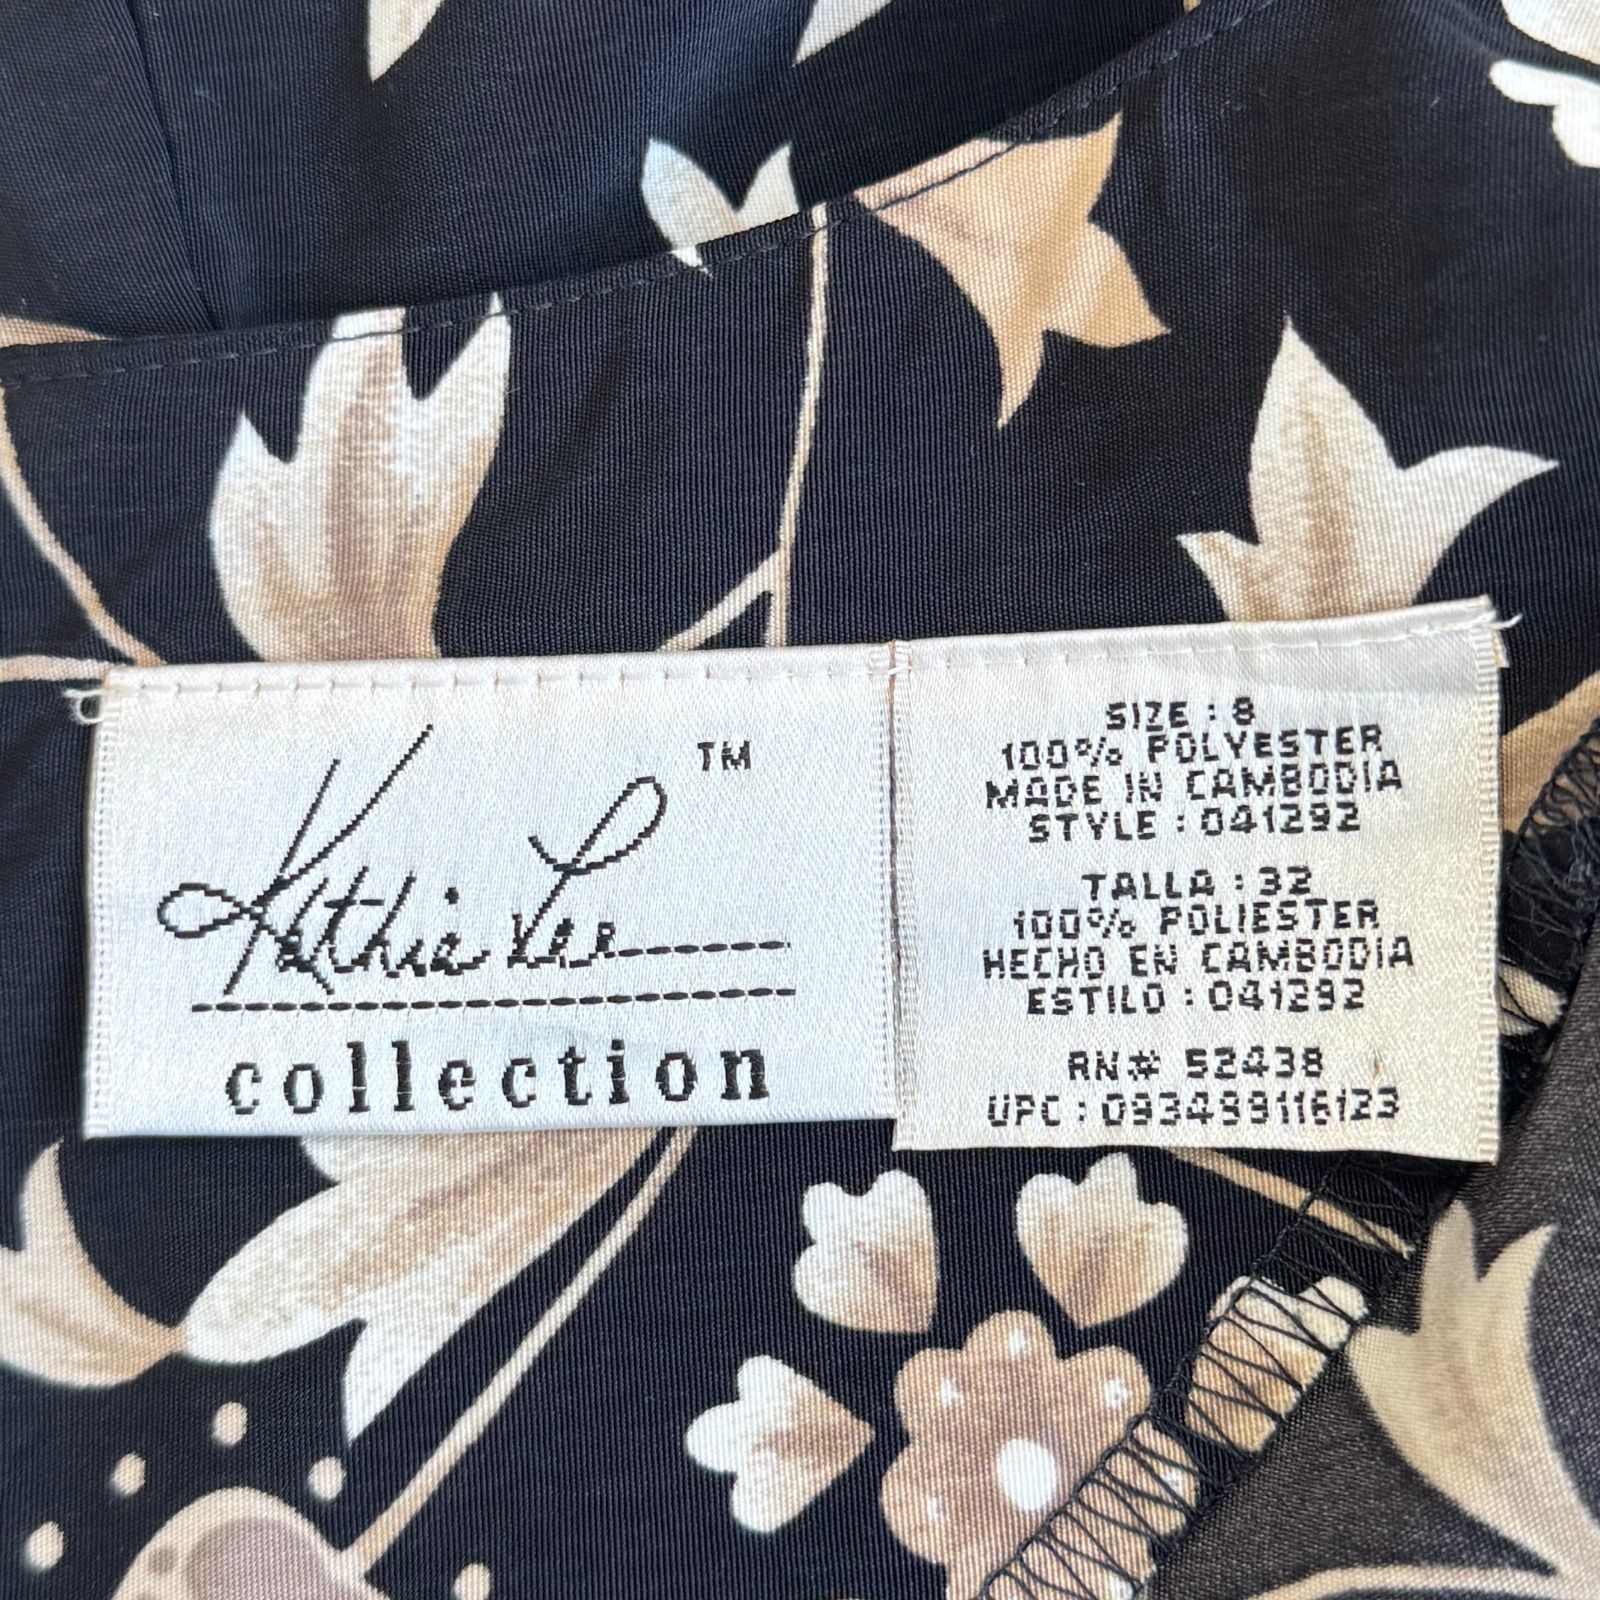 Kathie Lee ™
collection
SIZE : 8
100% POLYESTER
MADE IN CAMBODIA
STYLE : 041292
TALLA : 32
100% POLIESTER
HECHO EN CAMBODIA
ESTILO : 041292
RN# 52438
UPC : 093499116123